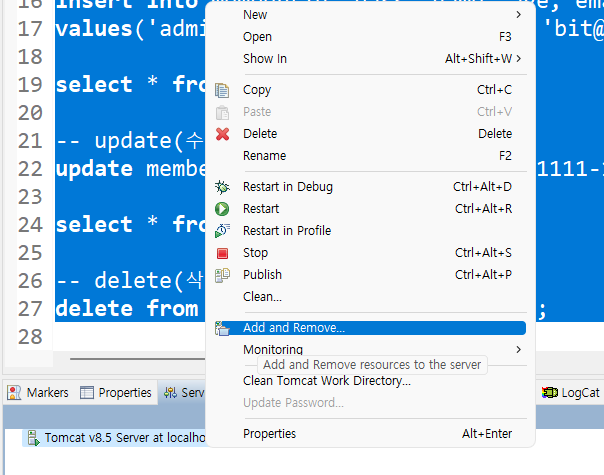 16
17 values('admi
'bit@
18
19 select * fro
20
21 -- update(수
22 update membe
1111-
23
24 select * fro
25
26 -- delete(삭
27 delete from
;
28
New
Open F3
Show In Alt+Shift+W
Copy Ctrl+C
Paste Ctrl+V
Delete Delete
Rename F2
Restart in Debug Ctrl+Alt+D
Restart Ctrl+Alt+R
Restart in Profile
Stop Ctrl+Alt+S
Publish Ctrl+Alt+P
Clean...
Add and Remove...
Monitoring
Add and Remove resources to the server
Clean Tomcat Work Directory...
Update Password...
Properties Alt+Enter
Markers Properties Serv
LogCat
Tomcat v8.5 Server at localho